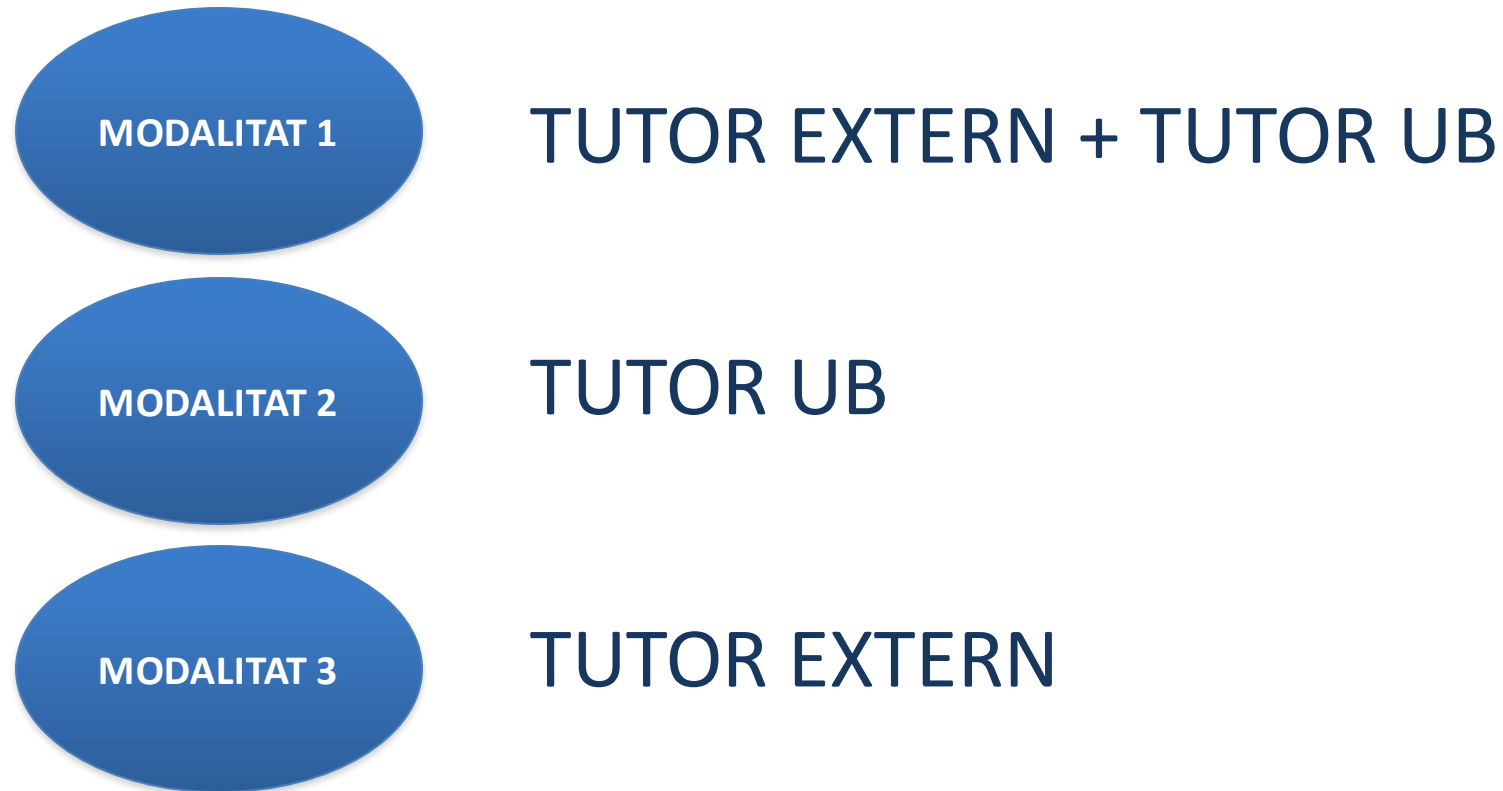 MODALITAT 1
TUTOR EXTERN + TUTOR UB
MODALITAT 2
TUTOR UB
MODALITAT 3
TUTOR EXTERN